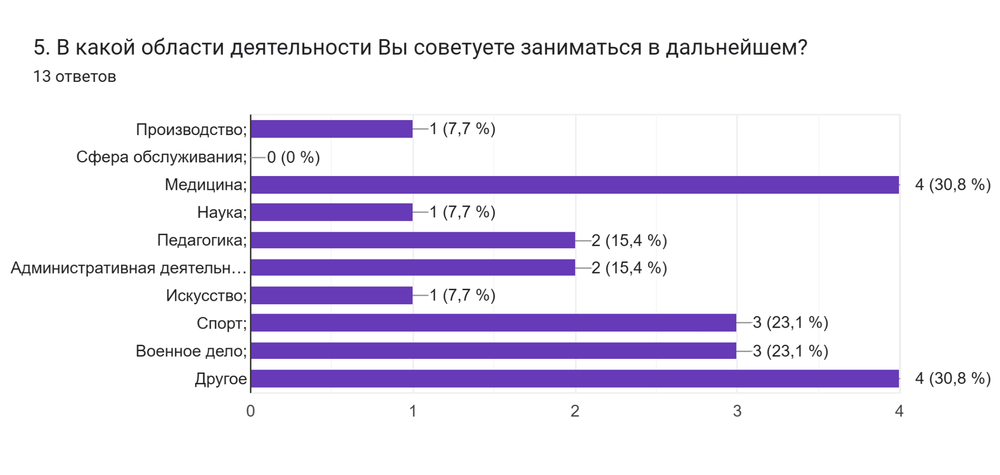 5. В какой области деятельности Вы советуете заниматься в дальнейшем?
13 ответов
Производство; 1 (7,7 %)
Сфера обслуживания; 0 (0 %)
Медицина; 4 (30,8 %)
Наука; 1 (7,7 %)
Педагогика; 2 (15,4 %)
Административная деятельн… 2 (15,4 %)
Искусство; 1 (7,7 %)
Спорт; 3 (23,1 %)
Военное дело; 3 (23,1 %)
Другое 4 (30,8 %)
0 1 2 3 4